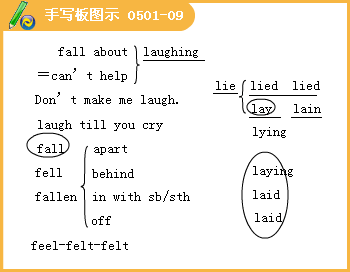 手写板图示 0501-09
fall about laughing
=can't help
Don't make me laugh.
laugh till you cry
fall apart
fell behind
fallen in with sb/sth
off
feel-felt-felt
lie lied lied
lay lain
lying
laying
laid
laid